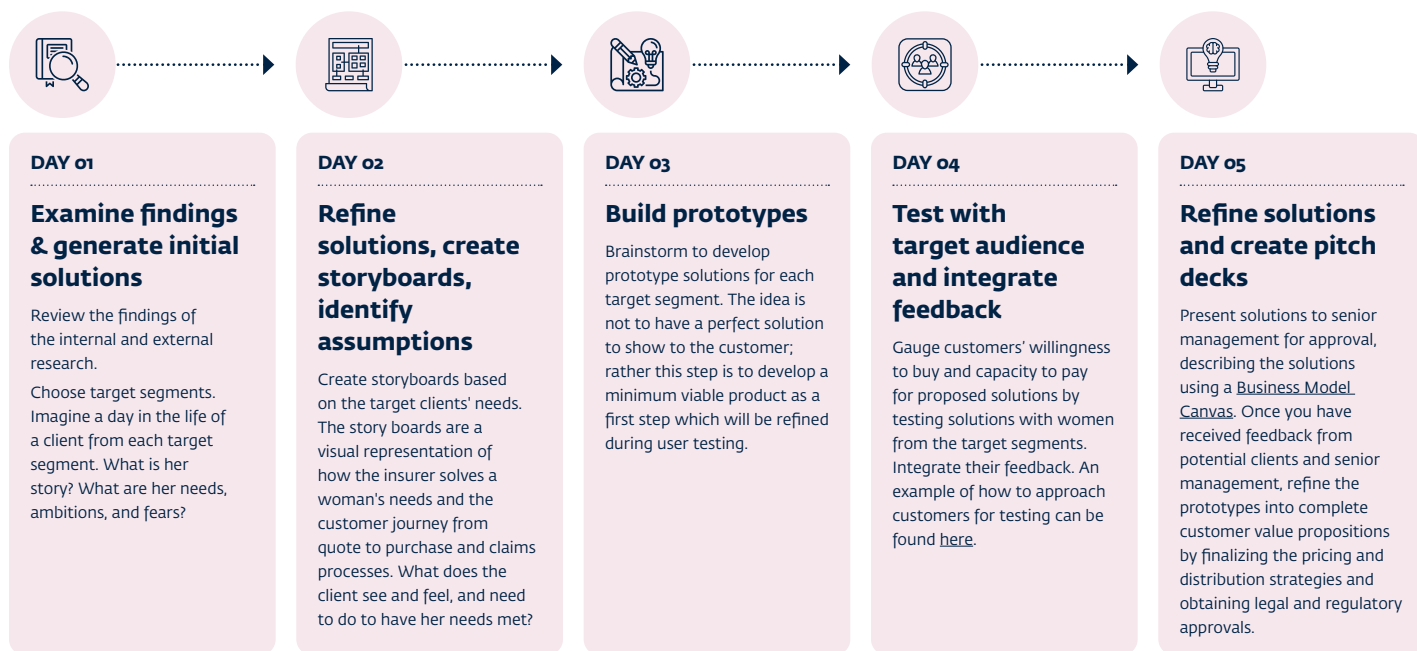 DAY 01
Examine findings
& generate initial
solutions
Review the findings of
the internal and external
research.
Choose target segments.
Imagine a day in the life of
a client from each target
segment. What is her
story? What are her needs,
ambitions, and fears?
DAY 02
Refine
solutions, create
storyboards,
identify
assumptions
Create storyboards based
on the target clients' needs.
The story boards are a
visual representation of
how the insurer solves a
woman's needs and the
customer journey from
quote to purchase and claims
processes. What does the
client see and feel, and need
to do to have her needs met?
DAY 03
Build prototypes
Brainstorm to develop
prototype solutions for each
target segment. The idea is
not to have a perfect solution
to show to the customer;
rather this step is to develop a
minimum viable product as a
first step which will be refined
during user testing.
DAY 04
Test with
target audience
and integrate
feedback
Gauge customers’ willingness
to buy and capacity to pay
for proposed solutions by
testing solutions with women
from the target segments.
Integrate their feedback. An
example of how to approach
customers for testing can be
found here.
DAY 05
Refine solutions
and create pitch
decks
Present solutions to senior
management for approval,
describing the solutions
using a Business Model
Canvas. Once you have
received feedback from
potential clients and senior
management, refine the
prototypes into complete
customer value propositions
by finalizing the pricing and
distribution strategies and
obtaining legal and regulatory
approvals.